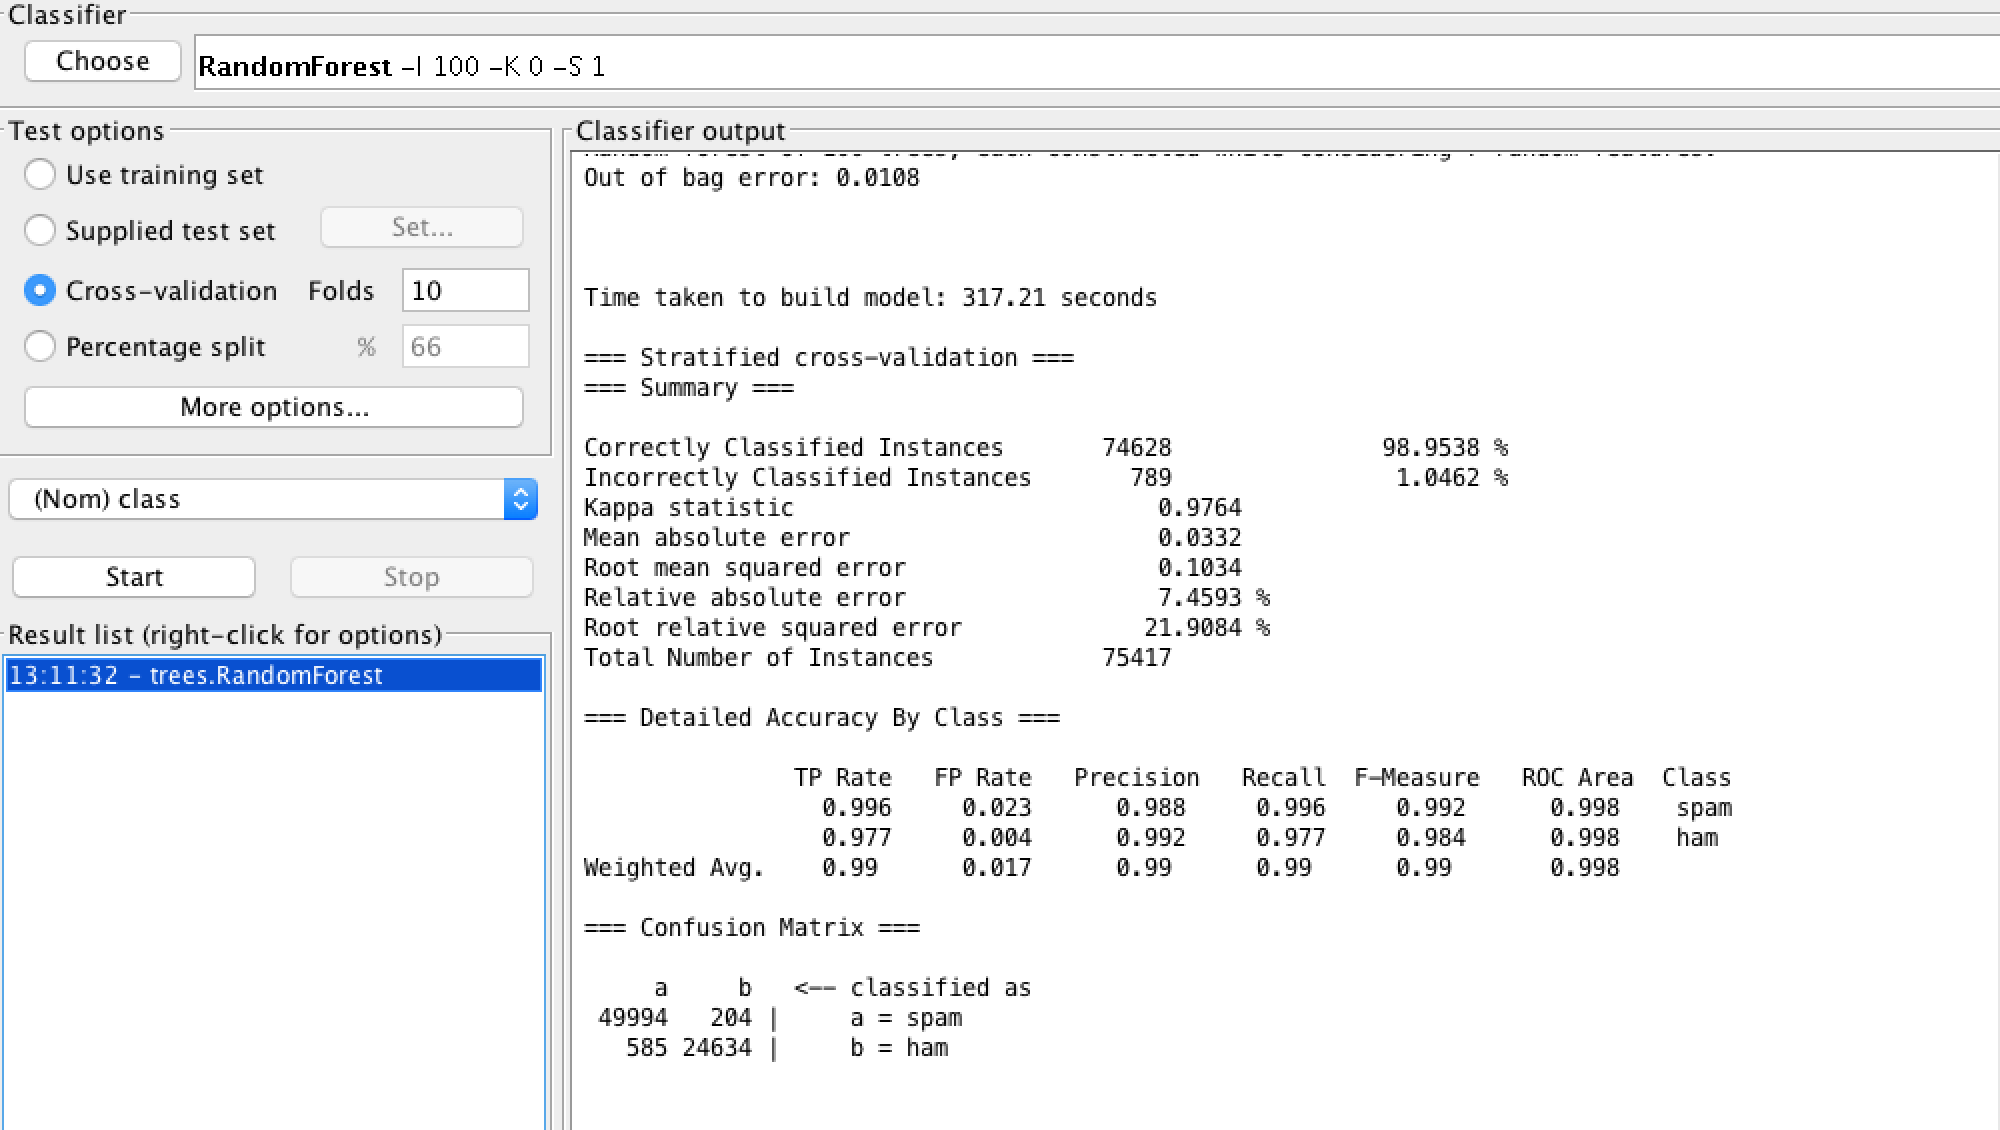 Classifier
Choose RandomForest -I 100 -K 0 -S 1
Test options
Use training set
Supplied test set Set...
Cross-validation Folds 10
Percentage split % 66
More options...
(Nom) class
Start Stop
Result list (right-click for options)
13:11:32 - trees.RandomForest
Classifier output
Out of bag error: 0.0108
Time taken to build model: 317.21 seconds
=== Stratified cross-validation ===
=== Summary ===
Correctly Classified Instances 74628 98.9538 %
Incorrectly Classified Instances 789 1.0462 %
Kappa statistic 0.9764
Mean absolute error 0.0332
Root mean squared error 0.1034
Relative absolute error 7.4593 %
Root relative squared error 21.9084 %
Total Number of Instances 75417
=== Detailed Accuracy By Class ===
TP Rate FP Rate Precision Recall F-Measure ROC Area Class
0.996 0.023 0.988 0.996 0.992 0.998 spam
0.977 0.004 0.992 0.977 0.984 0.998 ham
Weighted Avg. 0.99 0.017 0.99 0.99 0.99 0.998
=== Confusion Matrix ===
a b <-- classified as
49994 204 | a = spam
585 24634 | b = ham